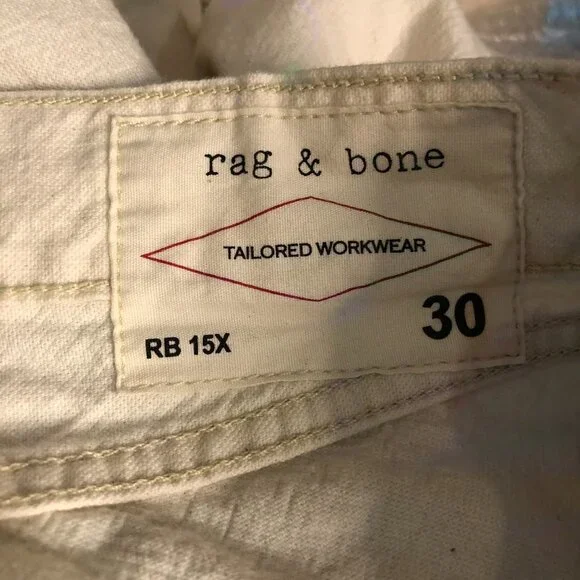 rag & bone
TAILORED WORKWEAR
RB 15X
30